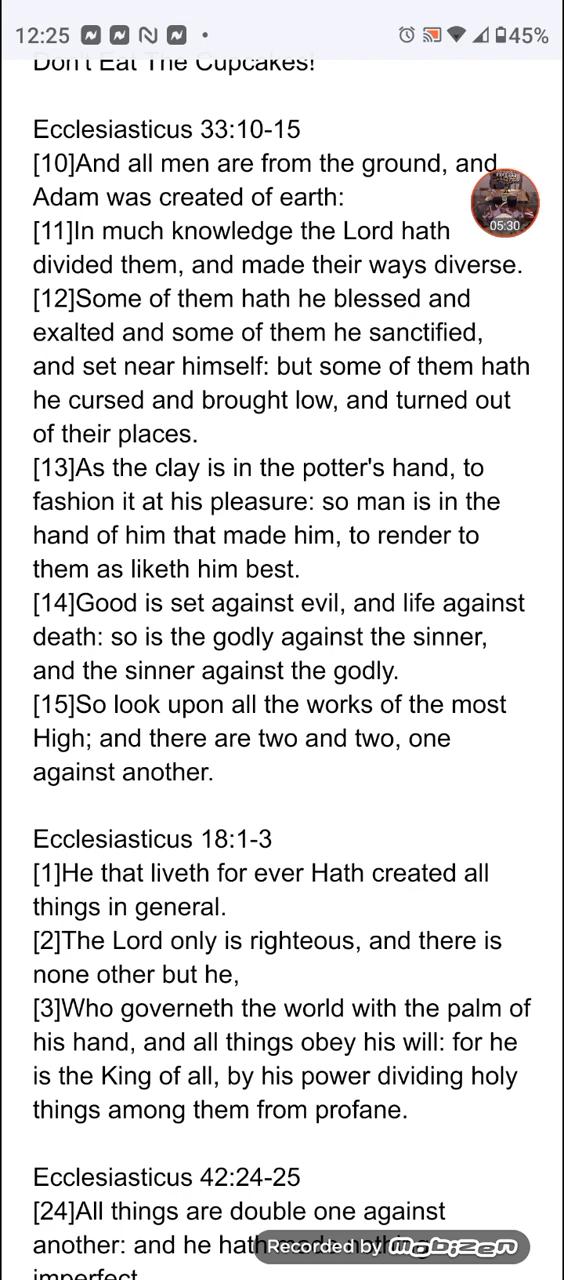 12:25
45%
Don't Eat The Cupcakes!
Ecclesiasticus 33:10-15
[10]And all men are from the ground, and
Adam was created of earth:
[11]In much knowledge the Lord hath
05:30
divided them, and made their ways diverse.
[12]Some of them hath he blessed and
exalted and some of them he sanctified,
and set near himself: but some of them hath
he cursed and brought low, and turned out
of their places.
[13]As the clay is in the potter's hand, to
fashion it at his pleasure: so man is in the
hand of him that made him, to render to
them as liketh him best.
[14]Good is set against evil, and life against
death: so is the godly against the sinner,
and the sinner against the godly.
[15]So look upon all the works of the most
High; and there are two and two, one
against another.
Ecclesiasticus 18:1-3
[1]He that liveth for ever Hath created all
things in general.
[2]The Lord only is righteous, and there is
none other but he,
[3]Who governeth the world with the palm of
his hand, and all things obey his will: for he
is the King of all, by his power dividing holy
things among them from profane.
Ecclesiasticus 42:24-25
[24]All things are double one against
another: and he hath made nothing
Recorded by mobizen
imperfect